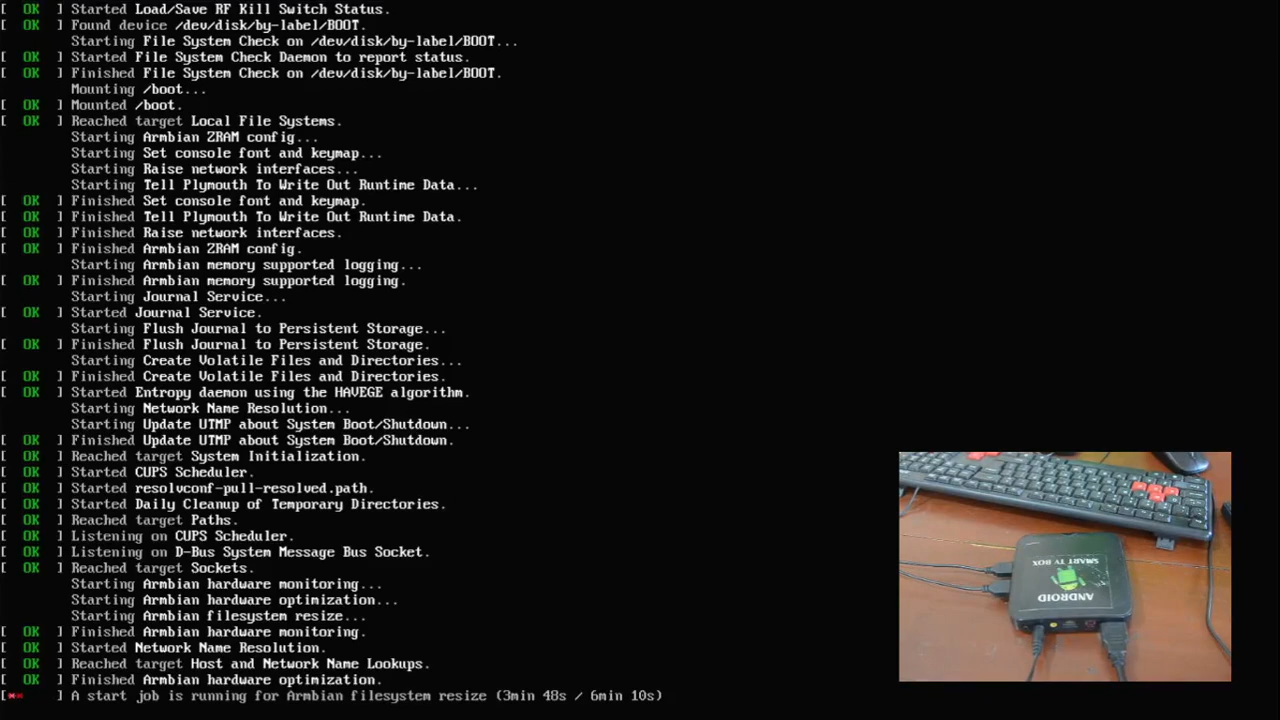 [  OK  ] Started Load/Save RF Kill Switch Status.
[  OK  ] Found device /dev/disk/by-label/BOOT.
         Starting File System Check on /dev/disk/by-label/BOOT...
[  OK  ] Started File System Check Daemon to report status.
[  OK  ] Finished File System Check on /dev/disk/by-label/BOOT.
         Mounting /boot...
[  OK  ] Mounted /boot.
[  OK  ] Reached target Local File Systems.
         Starting Armbian ZRAM config...
         Starting Set console font and keymap...
         Starting Raise network interfaces...
         Starting Tell Plymouth To Write Out Runtime Data...
[  OK  ] Finished Set console font and keymap.
[  OK  ] Finished Tell Plymouth To Write Out Runtime Data.
[  OK  ] Finished Raise network interfaces.
[  OK  ] Finished Armbian ZRAM config.
         Starting Armbian memory supported logging...
[  OK  ] Finished Armbian memory supported logging.
         Starting Journal Service...
[  OK  ] Started Journal Service.
         Starting Flush Journal to Persistent Storage...
[  OK  ] Finished Flush Journal to Persistent Storage.
         Starting Create Volatile Files and Directories...
[  OK  ] Finished Create Volatile Files and Directories.
[  OK  ] Started Entropy daemon using the HAVEGE algorithm.
         Starting Network Name Resolution...
         Starting Update UTMP about System Boot/Shutdown...
[  OK  ] Finished Update UTMP about System Boot/Shutdown.
[  OK  ] Reached target System Initialization.
[  OK  ] Started CUPS Scheduler.
[  OK  ] Started resolvconf-pull-resolved.path.
[  OK  ] Started Daily Cleanup of Temporary Directories.
[  OK  ] Reached target Paths.
[  OK  ] Listening on CUPS Scheduler.
[  OK  ] Listening on D-Bus System Message Bus Socket.
[  OK  ] Reached target Sockets.
         Starting Armbian hardware monitoring...
         Starting Armbian hardware optimization...
         Starting Armbian filesystem resize...
[  OK  ] Finished Armbian hardware monitoring.
[  OK  ] Started Network Name Resolution.
[  OK  ] Reached target Host and Network Name Lookups.
[  OK  ] Finished Armbian hardware optimization.
[**    ] A start job is running for Armbian filesystem resize (3min 48s / 6min 10s)
ANDROID
SMART TV BOX